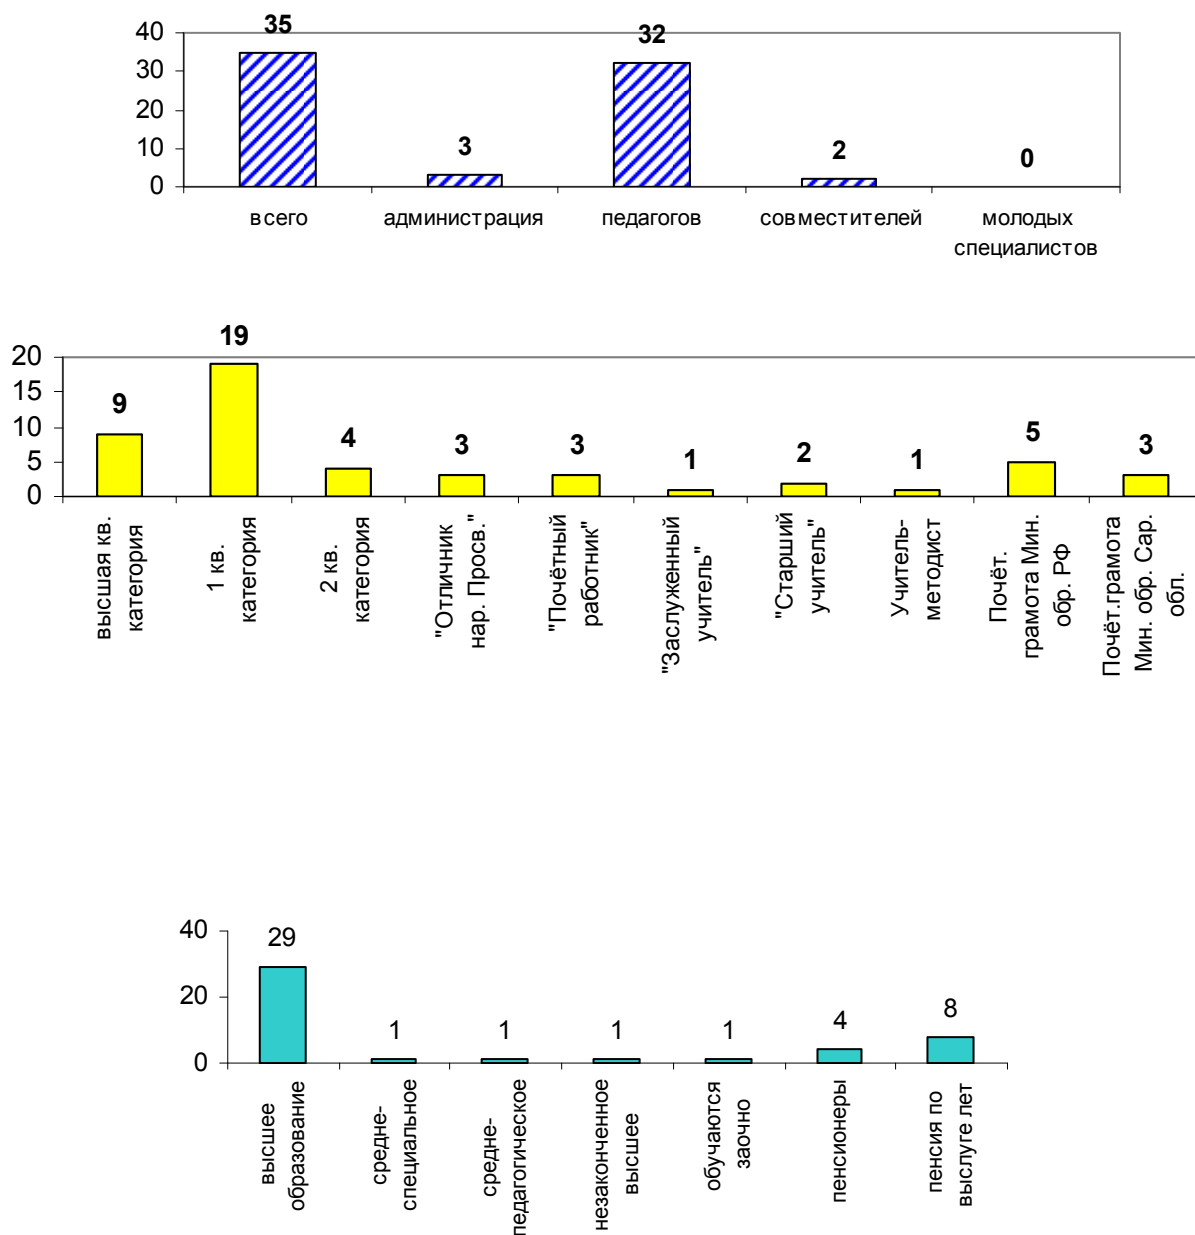 35
32
3
2
0
40
30
20
10
0
всего
администрация
педагогов
совместителей
молодых
специалистов
19
9
4
3
3
1
2
1
5
3
20
15
10
5
0
высшая кв.
категория
1 кв.
категория
2 кв.
категория
"Отличник
нар. Просв."
"Почётный
работник"
"Заслуженный
учитель"
"Старший
учитель"
Учитель-
методист
Почёт.
грамота Мин.
обр. РФ
Почёт.грамота
Мин. обр. Сар.
обл.
29
1
1
1
1
4
8
40
20
0
высшее
образование
средне-
специальное
средне-
педагогическое
незаконченное
высшее
обучаются
заочно
пенсионеры
пенсия по
выслуге лет